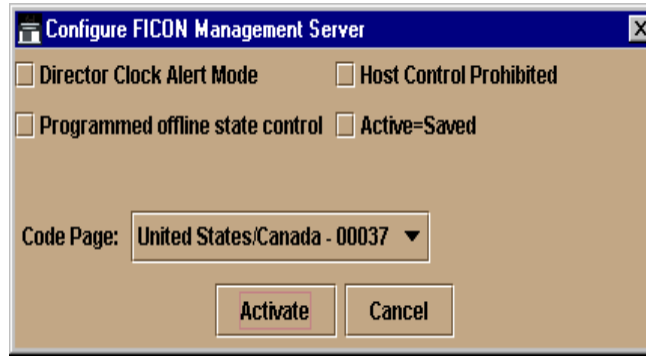 Configure FICON Management Server
Director Clock Alert Mode Host Control Prohibited
Programmed offline state control Active=Saved
Code Page: United States/Canada - 00037
Activate Cancel